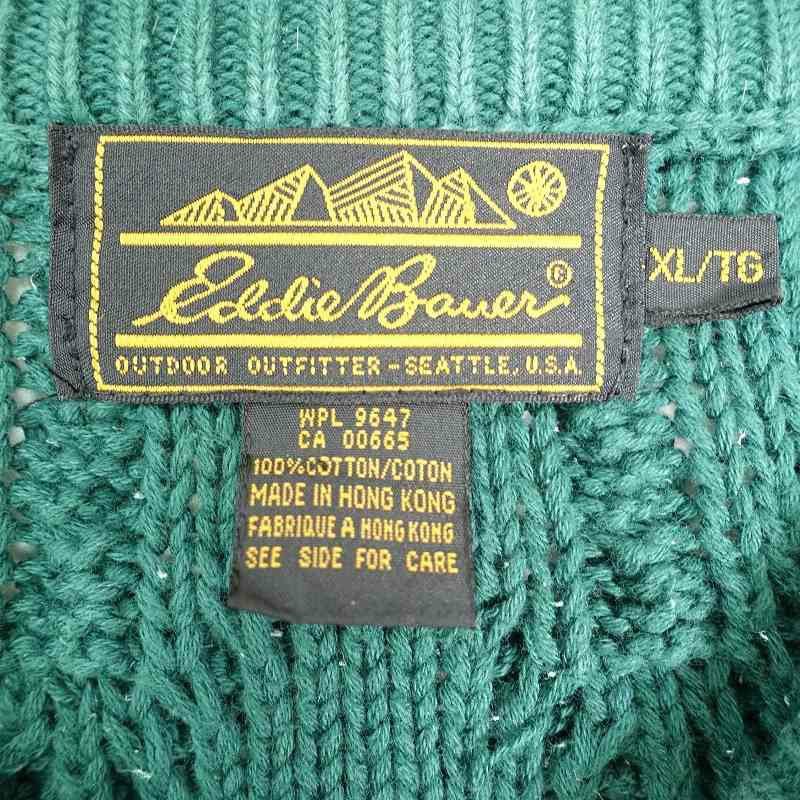 Eddie Bauer®
OUTDOOR OUTFITTER - SEATTLE, U.S.A.
XL/TG
WPL 9647
CA 00665
100% COTTON/COTON
MADE IN HONG KONG
FABRIQUE A HONG KONG
SEE SIDE FOR CARE